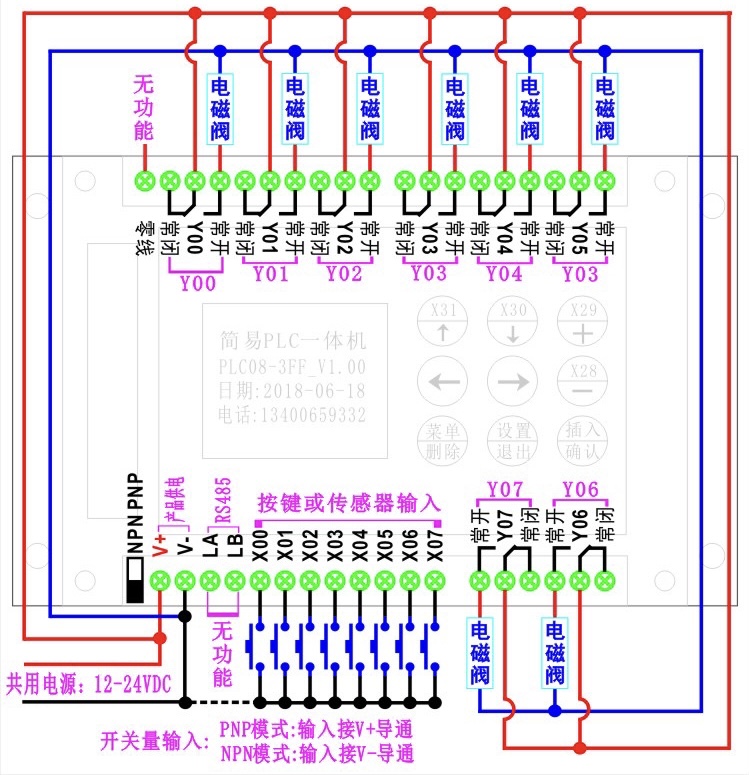 无功能
电磁阀 电磁阀 电磁阀 电磁阀 电磁阀 电磁阀
零线 常闭 Y00 常开 常闭 Y01 常开 常闭 Y02 常开 常闭 Y03 常开 常闭 Y04 常开 常闭 Y05 常开
Y00 Y01 Y02 Y03 Y04 Y03
简易PLC一体机
PLC08-3FF_V1.00
日期:2018-06-18
电话:13400659332
X31 X30 X29
↑ ↓ +
X28
← → −
菜单 设置 插入
删除 退出 确认
NPN PNP
产品供电
RS485
按键或传感器输入
Y07 Y06
V+ V- LA LB X00 X01 X02 X03 X04 X05 X06 X07
常开 Y07 常闭 常开 Y06 常闭
无功能
电磁阀 电磁阀
共用电源: 12-24VDC
开关量输入:
PNP模式:输入接V+导通
NPN模式:输入接V-导通